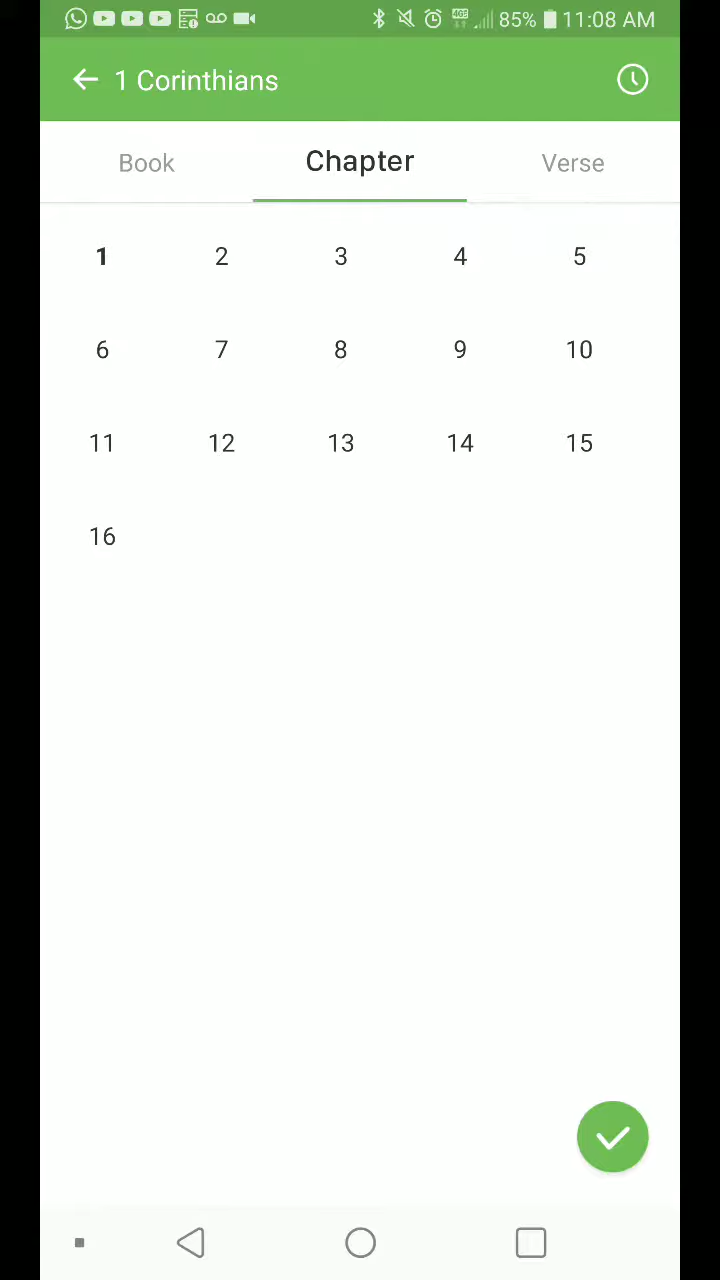 85% 11:08 AM
1 Corinthians
Book Chapter Verse
1 2 3 4 5
6 7 8 9 10
11 12 13 14 15
16